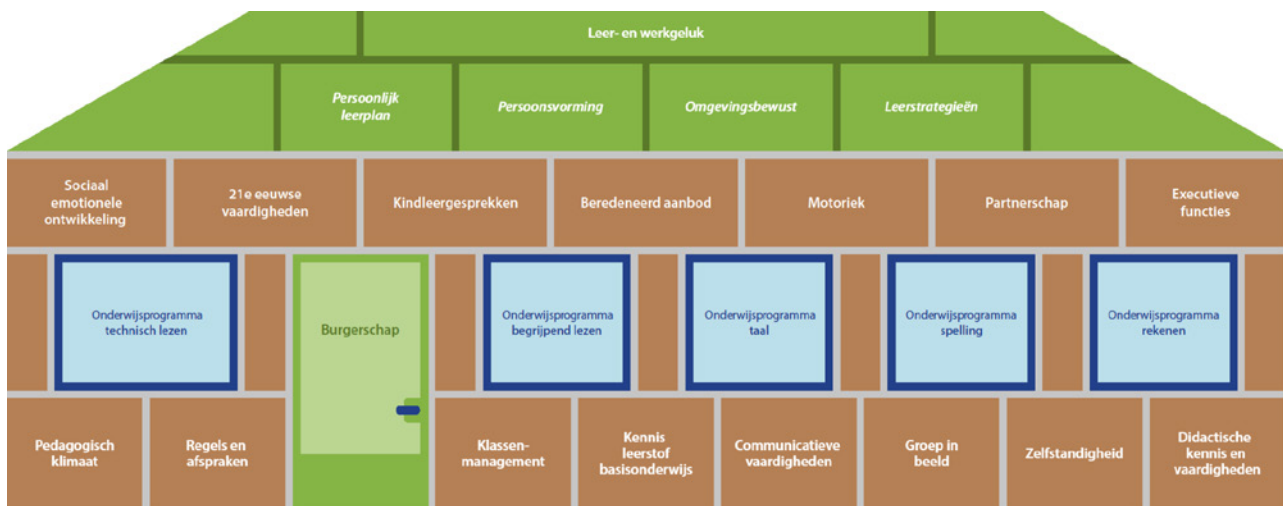 Leer- en werkgeluk
Persoonlijk
leerplan
Persoonsvorming
Omgevingsbewust
Leerstrategieën
Sociaal
emotionele
ontwikkeling
21e eeuwse
vaardigheden
Kindleergesprekken
Beredeneerd aanbod
Motoriek
Partnerschap
Executieve
functies
Onderwijsprogramma
technisch lezen
Burgerschap
Onderwijsprogramma
begrijpend lezen
Onderwijsprogramma
taal
Onderwijsprogramma
spelling
Onderwijsprogramma
rekenen
Pedagogisch
klimaat
Regels en
afspraken
Klassen-
management
Kennis
leerstof
basisonderwijs
Communicatieve
vaardigheden
Groep in
beeld
Zelfstandigheid
Didactische
kennis en
vaardigheden